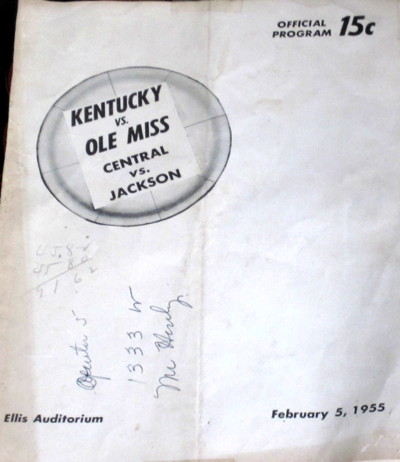 OFFICIAL
PROGRAM 15c
KENTUCKY
VS.
OLE MISS
CENTRAL
VS.
JACKSON
1333 W
Ellis Auditorium
February 5, 1955